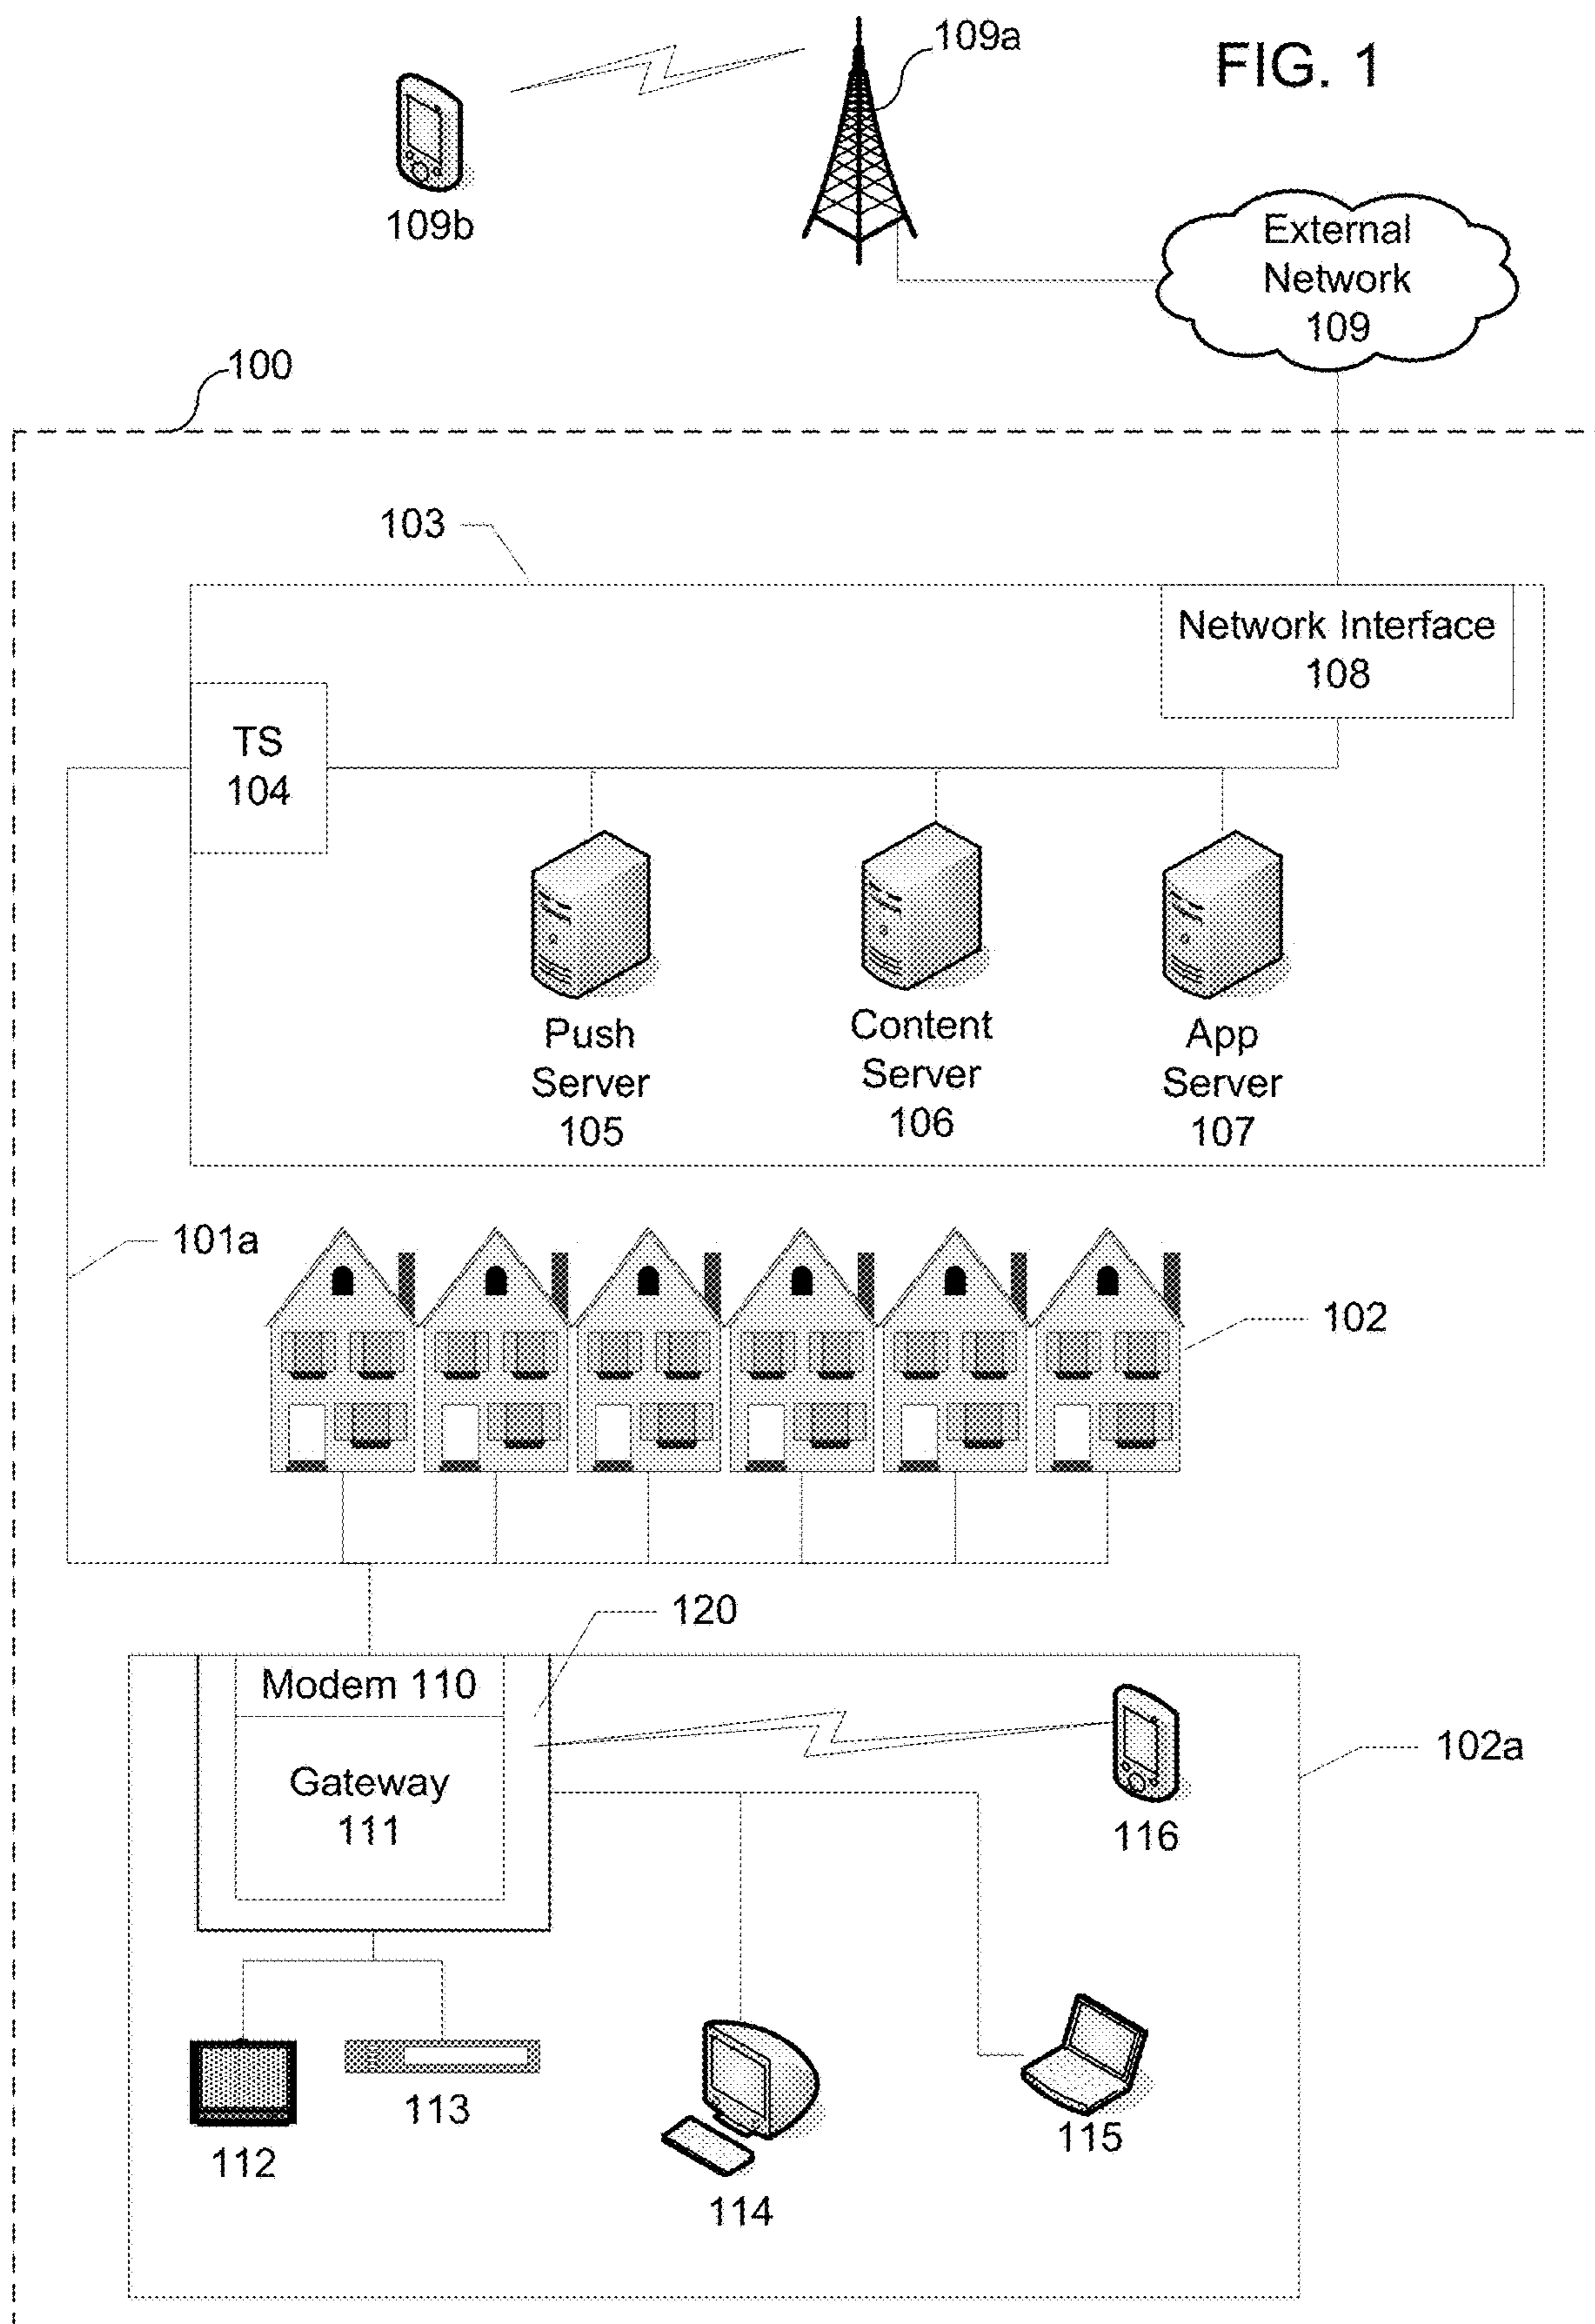 109a
FIG. 1
109b
External
Network
109
100
103
Network Interface
108
TS
104
Push
Server
105
Content
Server
106
App
Server
107
101a
102
120
Modem 110
Gateway
111
116
102a
112
113
114
115